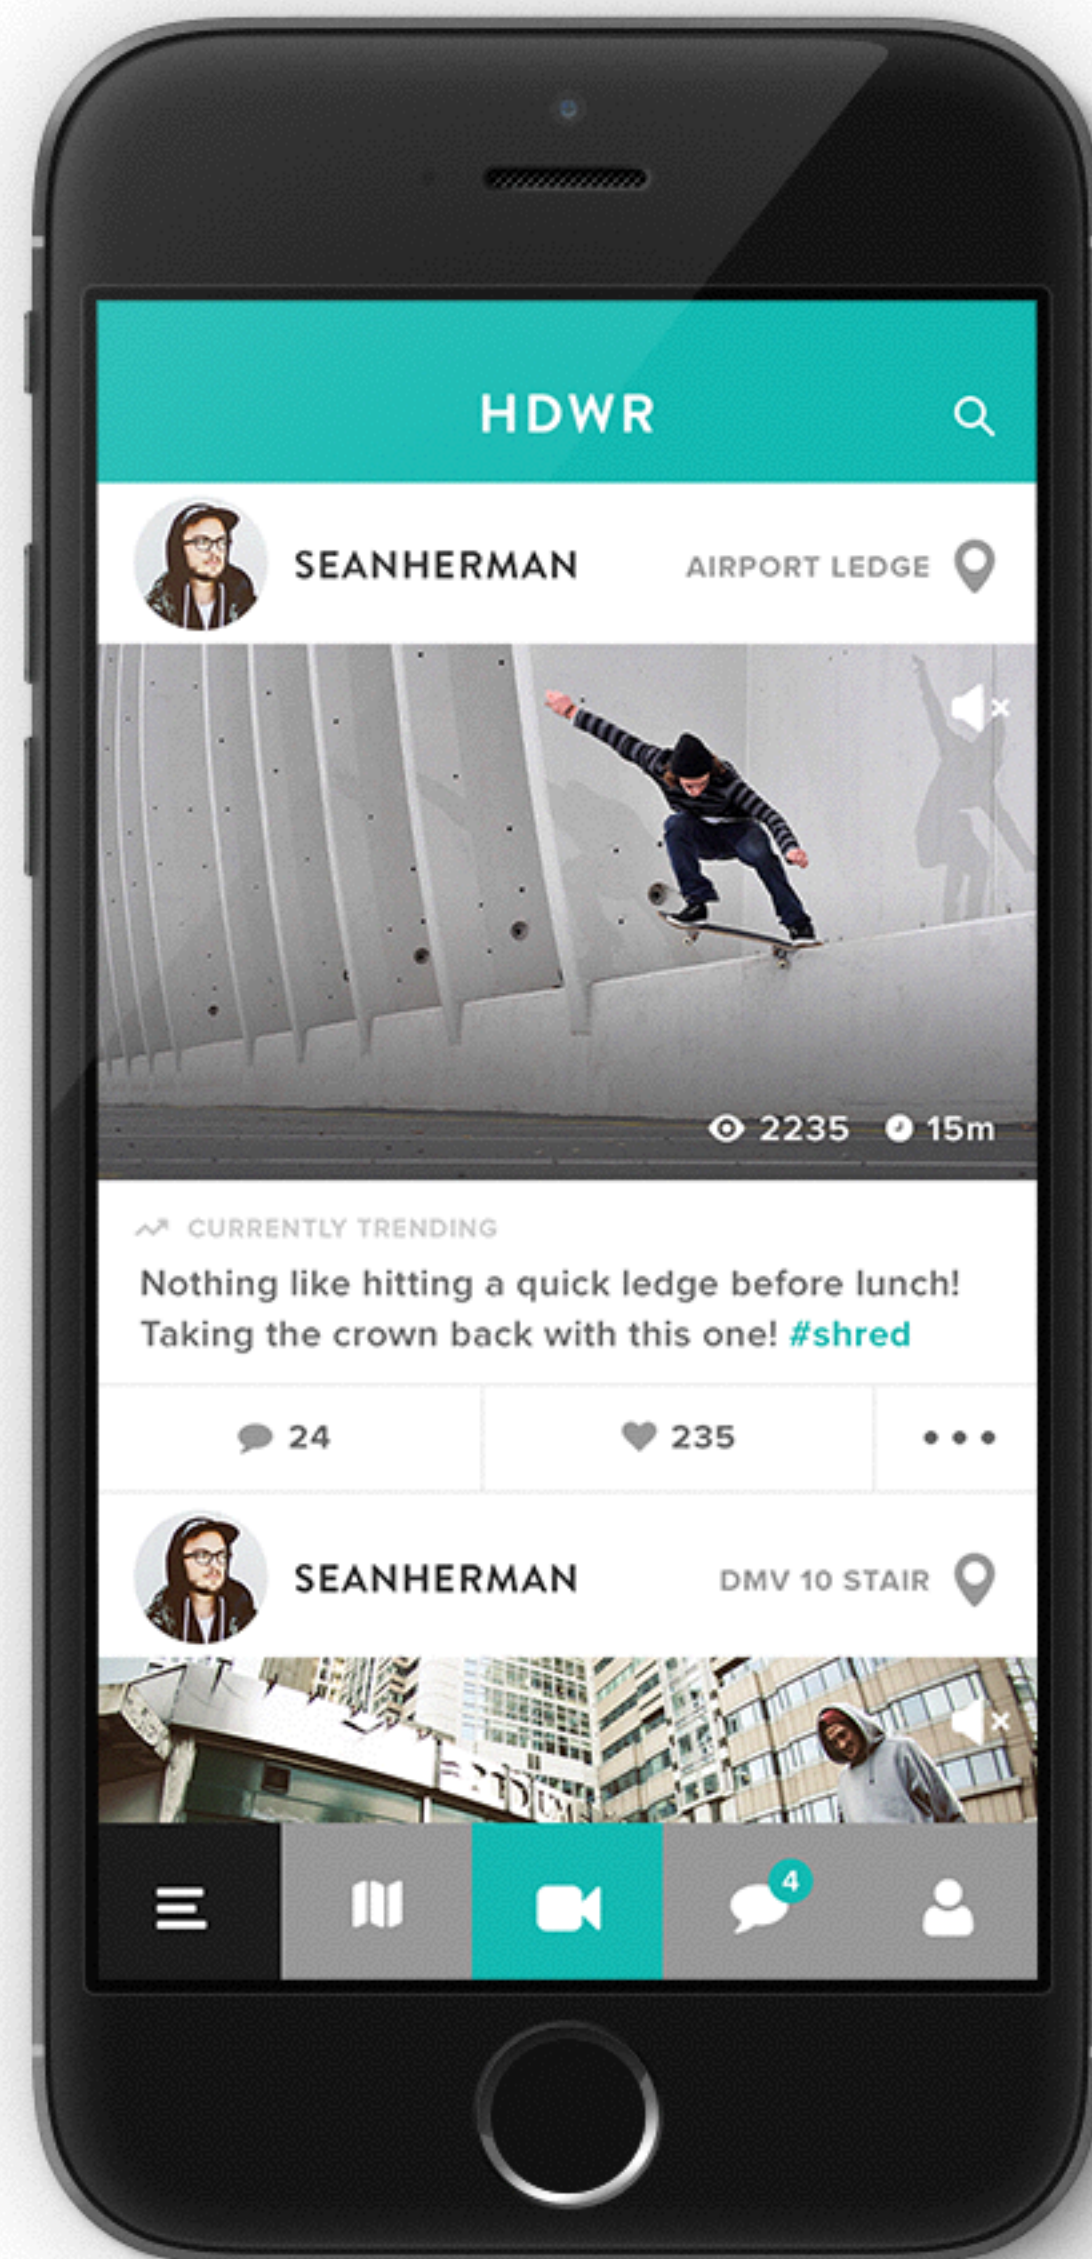 HDWR
SEANHERMAN
AIRPORT LEDGE
2235 15m
CURRENTLY TRENDING
Nothing like hitting a quick ledge before lunch!
Taking the crown back with this one! #shred
24
235
SEANHERMAN
DMV 10 STAIR
4